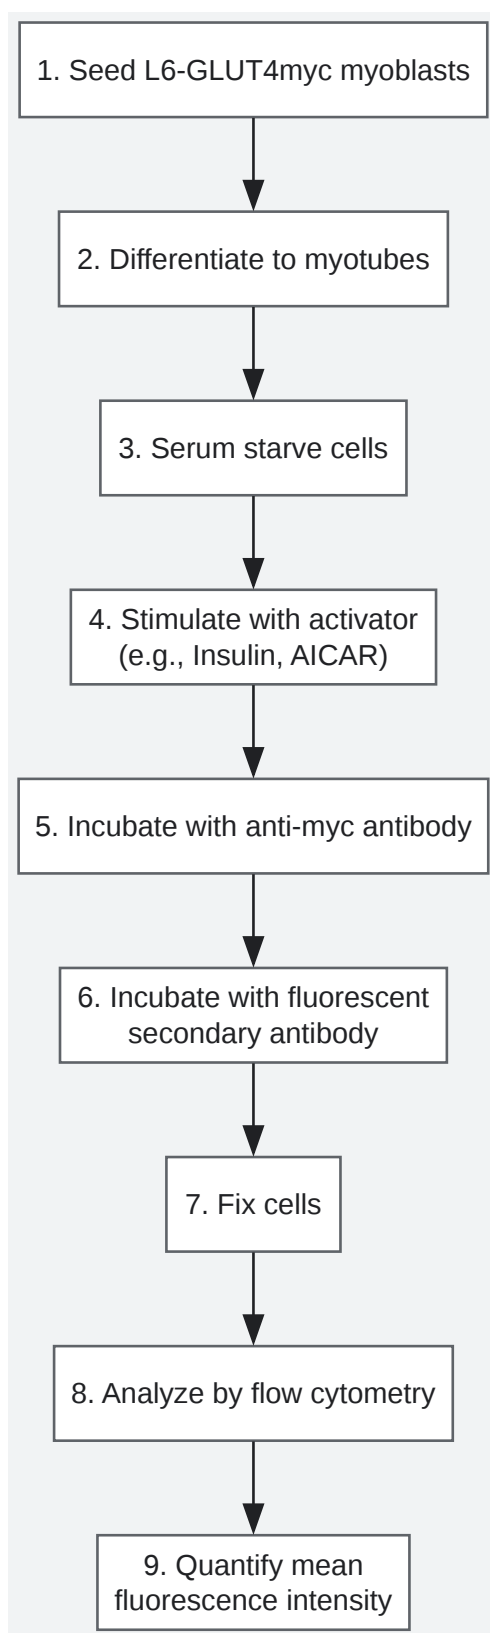 1. Seed L6-GLUT4myc myoblasts
2. Differentiate to myotubes
3. Serum starve cells
4. Stimulate with activator
(e.g., Insulin, AICAR)
5. Incubate with anti-myc antibody
6. Incubate with fluorescent
secondary antibody
7. Fix cells
8. Analyze by flow cytometry
9. Quantify mean
fluorescence intensity